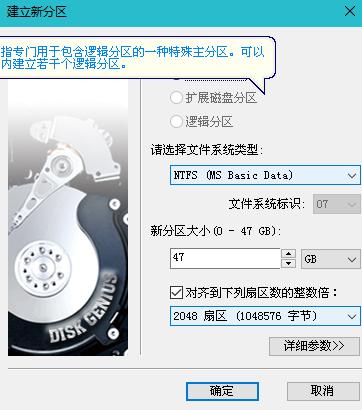 建立新分区
指专门用于包含逻辑分区的一种特殊主分区。可以
内建立若干个逻辑分区。
扩展磁盘分区
逻辑分区
请选择文件系统类型:
NTFS (MS Basic Data)
文件系统标识: 07
新分区大小(0 - 47 GB):
47 GB
对齐到下列扇区数的整数倍:
2048 扇区 (1048576 字节)
详细参数>>
DISK GENIUS
确定 取消